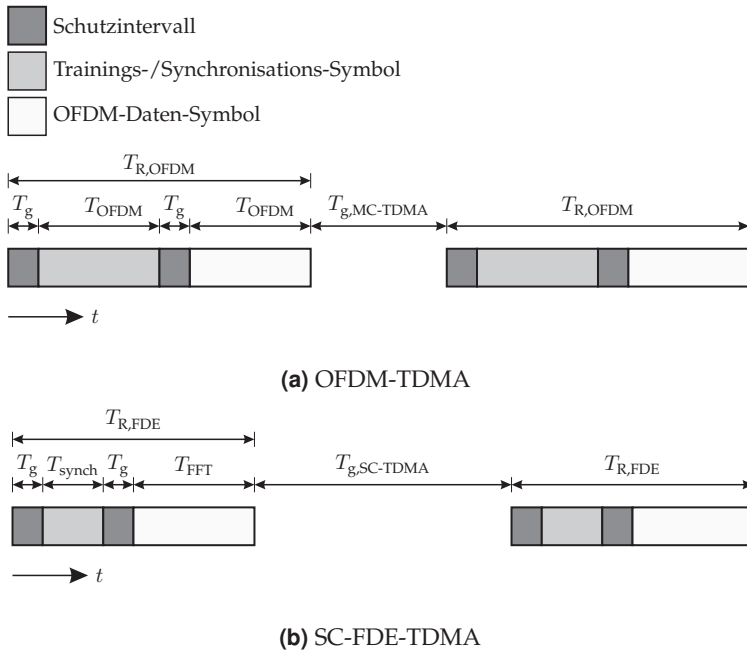 Schutzintervall
Trainings-/Synchronisations-Symbol
OFDM-Daten-Symbol
T_R,OFDM
T_g T_OFDM T_g T_OFDM T_g,MC-TDMA T_R,OFDM
t
(a) OFDM-TDMA
T_R,FDE
T_g T_synch T_g T_FFT T_g,SC-TDMA T_R,FDE
t
(b) SC-FDE-TDMA